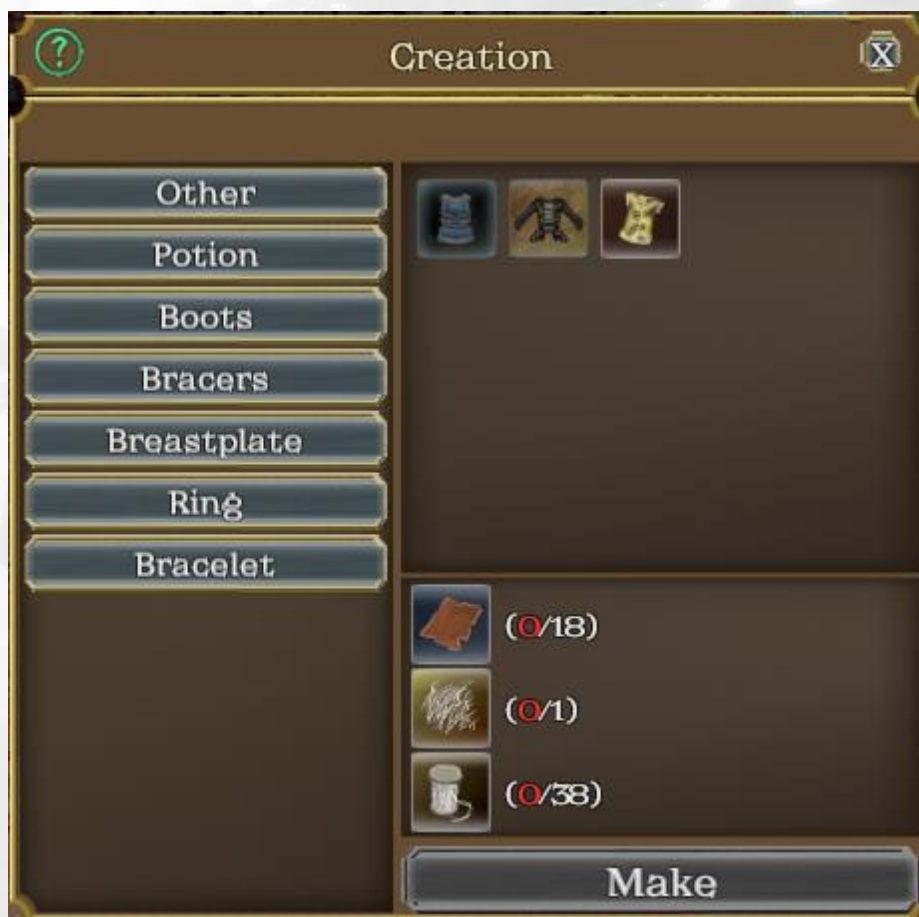 ?
Creation
X
Other
Potion
Boots
Bracers
Breastplate
Ring
Bracelet
(0/18)
(0/1)
(0/38)
Make